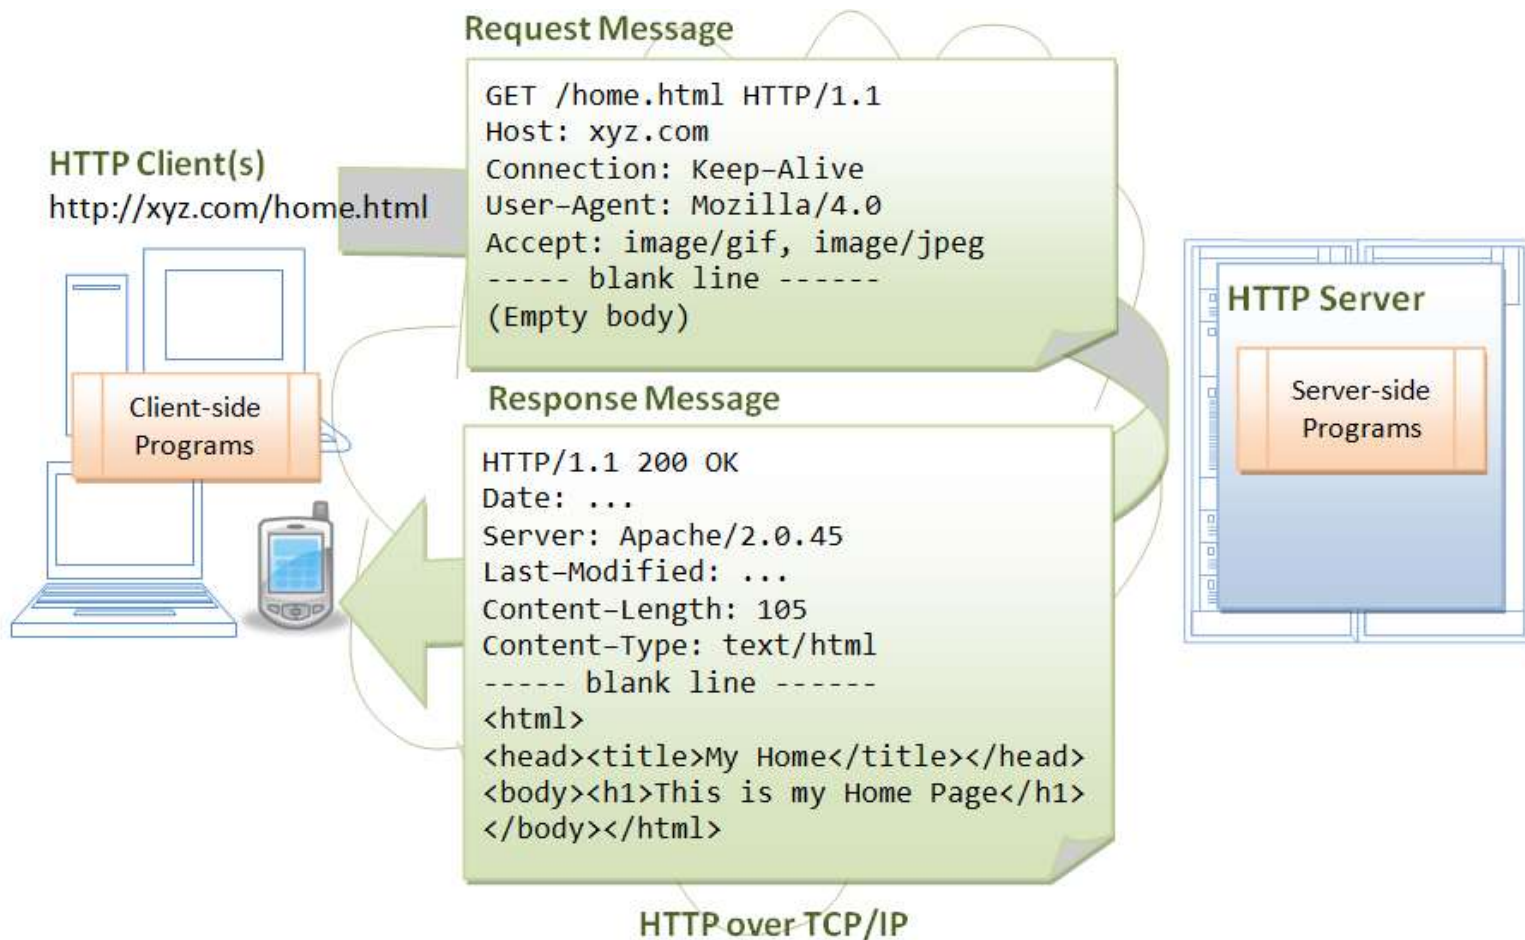 Request Message
GET /home.html HTTP/1.1
Host: xyz.com
Connection: Keep–Alive
User–Agent: Mozilla/4.0
Accept: image/gif, image/jpeg
----- blank line ------
(Empty body)
HTTP Client(s)
http://xyz.com/home.html
Client-side
Programs
HTTP Server
Server-side
Programs
Response Message
HTTP/1.1 200 OK
Date: ...
Server: Apache/2.0.45
Last–Modified: ...
Content–Length: 105
Content–Type: text/html
----- blank line ------
<html>
<head><title>My Home</title></head>
<body><h1>This is my Home Page</h1>
</body></html>
HTTP over TCP/IP